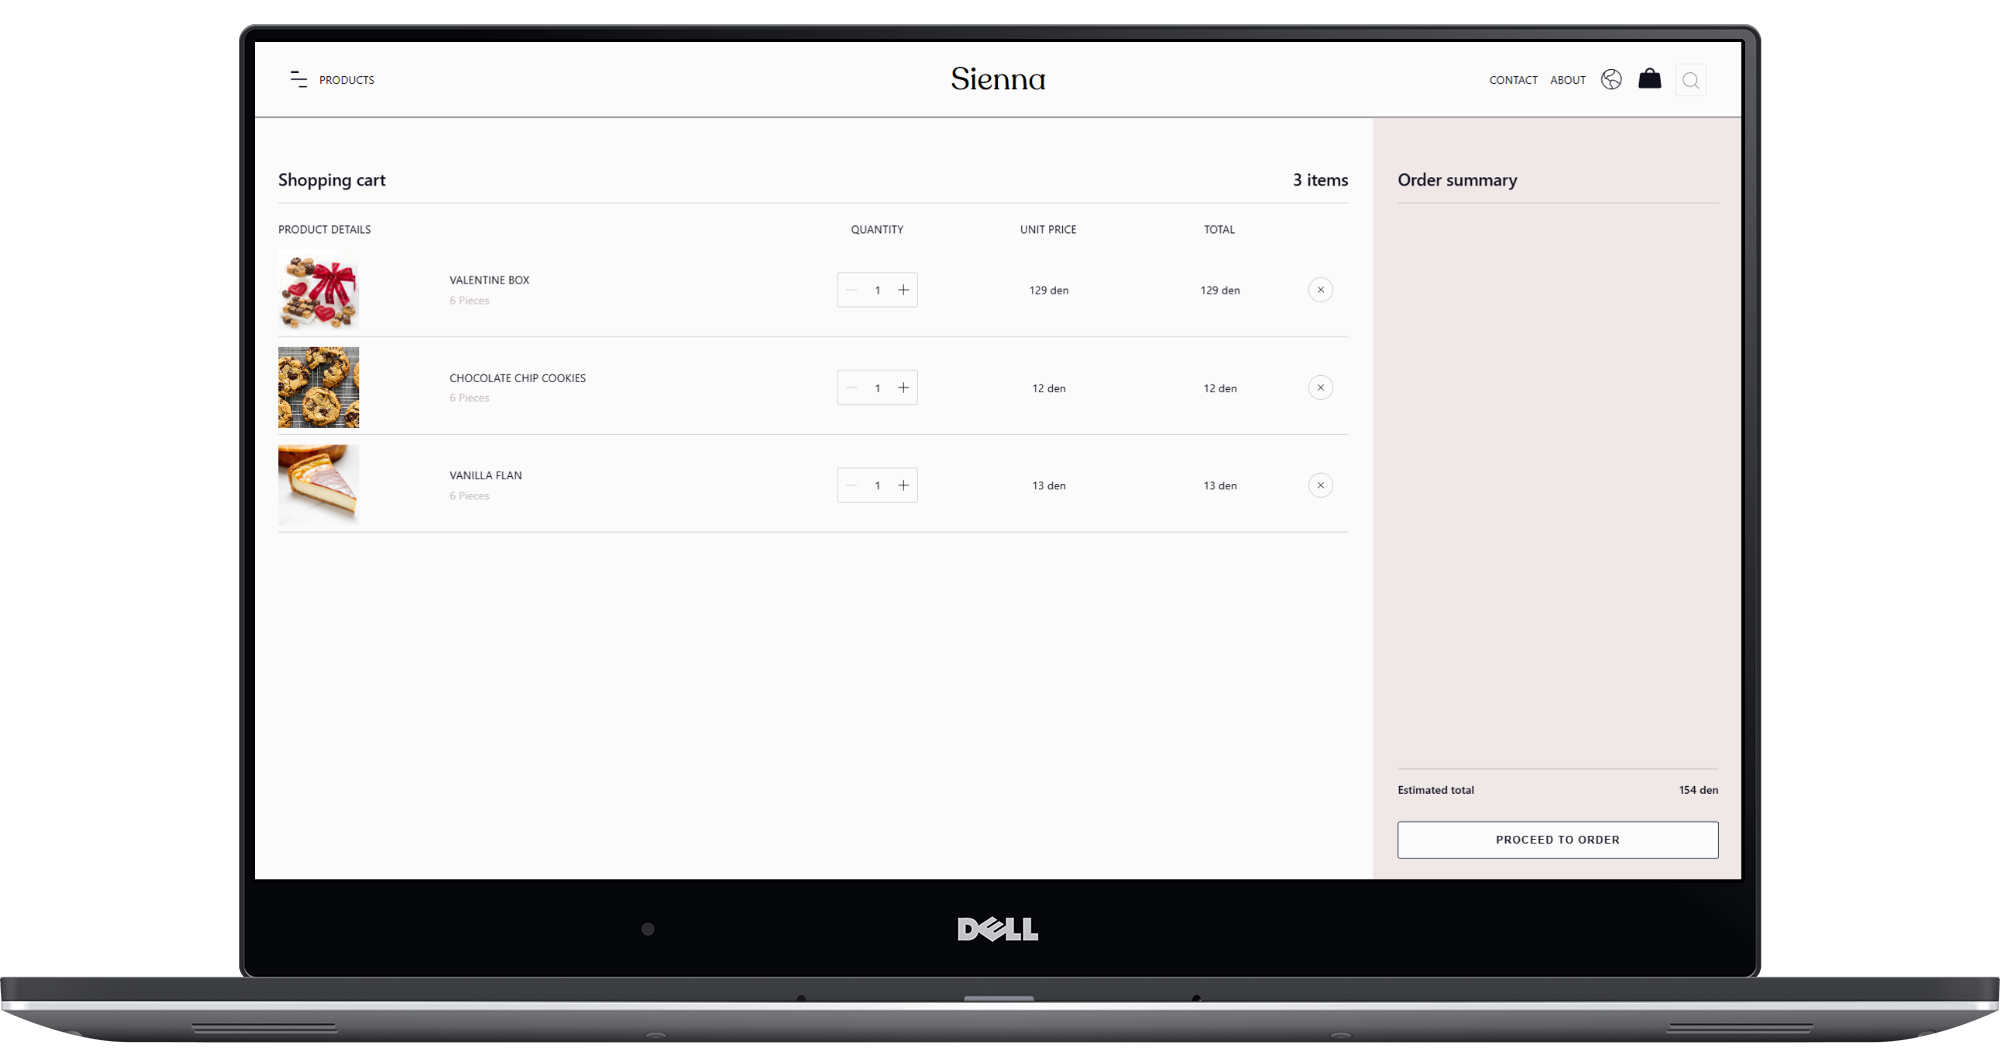 PRODUCTS
Sienna
CONTACT ABOUT
Shopping cart 3 items
Order summary
PRODUCT DETAILS QUANTITY UNIT PRICE TOTAL
VALENTINE BOX
6 Pieces
1 129 den 129 den
CHOCOLATE CHIP COOKIES
6 Pieces
1 12 den 12 den
VANILLA FLAN
6 Pieces
1 13 den 13 den
Estimated total 154 den
PROCEED TO ORDER
DELL